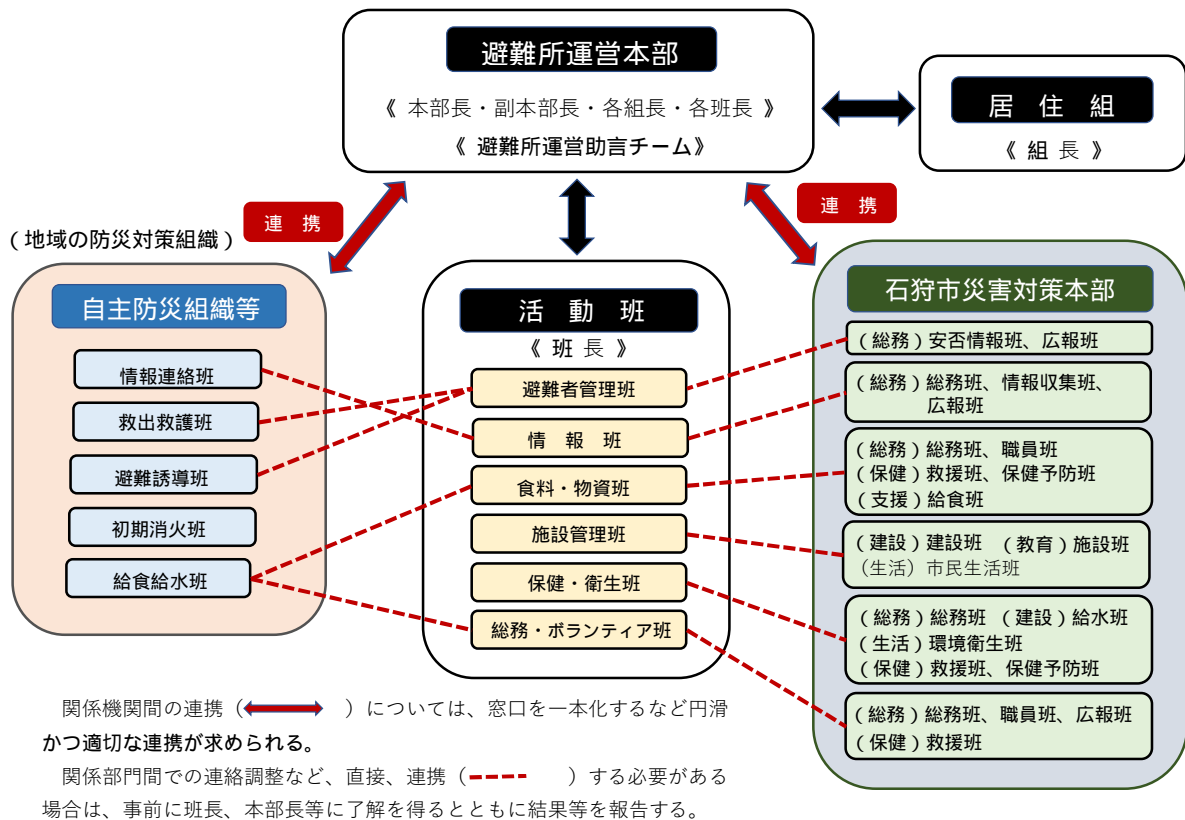 避難所運営本部
《 本部長・副本部長・各組長・各班長 》
《 避難所運営助言チーム》
居 住 組
《 組 長 》
連 携
連 携
(地域の防災対策組織)
自主防災組織等
情報連絡班
救出救護班
避難誘導班
初期消火班
給食給水班
活 動 班
《 班 長 》
避難者管理班
情 報 班
食料・物資班
施設管理班
保健・衛生班
総務・ボランティア班
石狩市災害対策本部
(総務)安否情報班、広報班
(総務)総務班、情報収集班、
広報班
(総務)総務班、職員班
(保健)救援班、保健予防班
(支援)給食班
(建設)建設班 (教育)施設班
(生活)市民生活班
(総務)総務班 (建設)給水班
(生活)環境衛生班
(保健)救援班、保健予防班
(総務)総務班、職員班、広報班
(保健)救援班
関係機関間の連携( )については、窓口を一本化するなど円滑
かつ適切な連携が求められる。
関係部門間での連絡調整など、直接、連携( )する必要がある
場合は、事前に班長、本部長等に了解を得るとともに結果等を報告する。